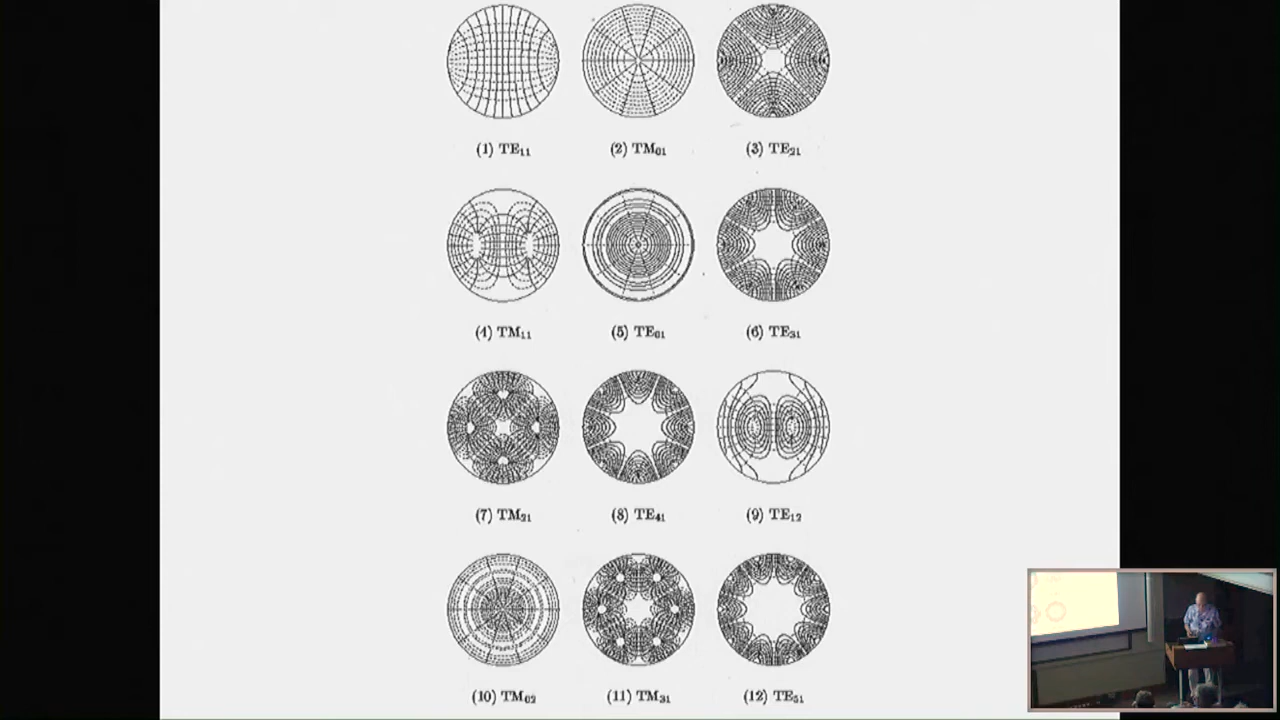 (1) TE₁₁ (2) TM₀₁ (3) TE₂₁
(4) TM₁₁ (5) TE₀₁ (6) TE₃₁
(7) TM₂₁ (8) TE₄₁ (9) TE₁₂
(10) TM₀₂ (11) TM₃₁ (12) TE₅₁